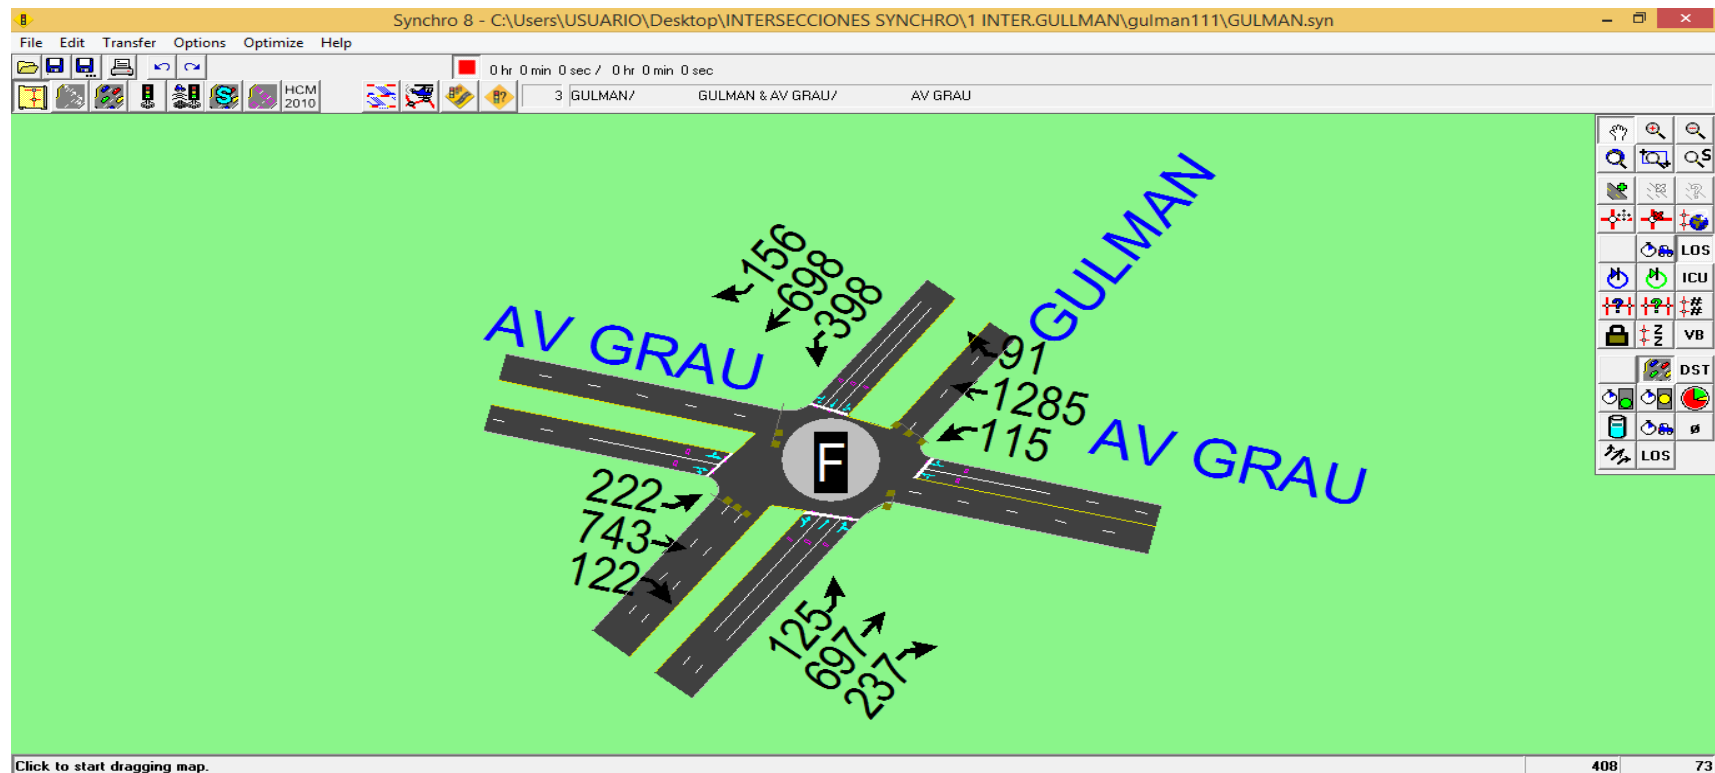 Synchro 8 - C:\Users\USUARIO\Desktop\INTERSECCIONES SYNCHRO\1 INTER.GULLMAN\gulman111\GULMAN.syn
File Edit Transfer Options Optimize Help
0 hr 0 min 0 sec / 0 hr 0 min 0 sec
HCM
2010
3 GULMAN/ GULMAN & AV GRAU/ AV GRAU
S
LOS
ICU
#
Z
Z
VB
DST
ø
LOS
GULMAN
156
698
398
AV GRAU
91
1285
115
AV GRAU
F
222
743
122
125
697
237
Click to start dragging map.
408 73